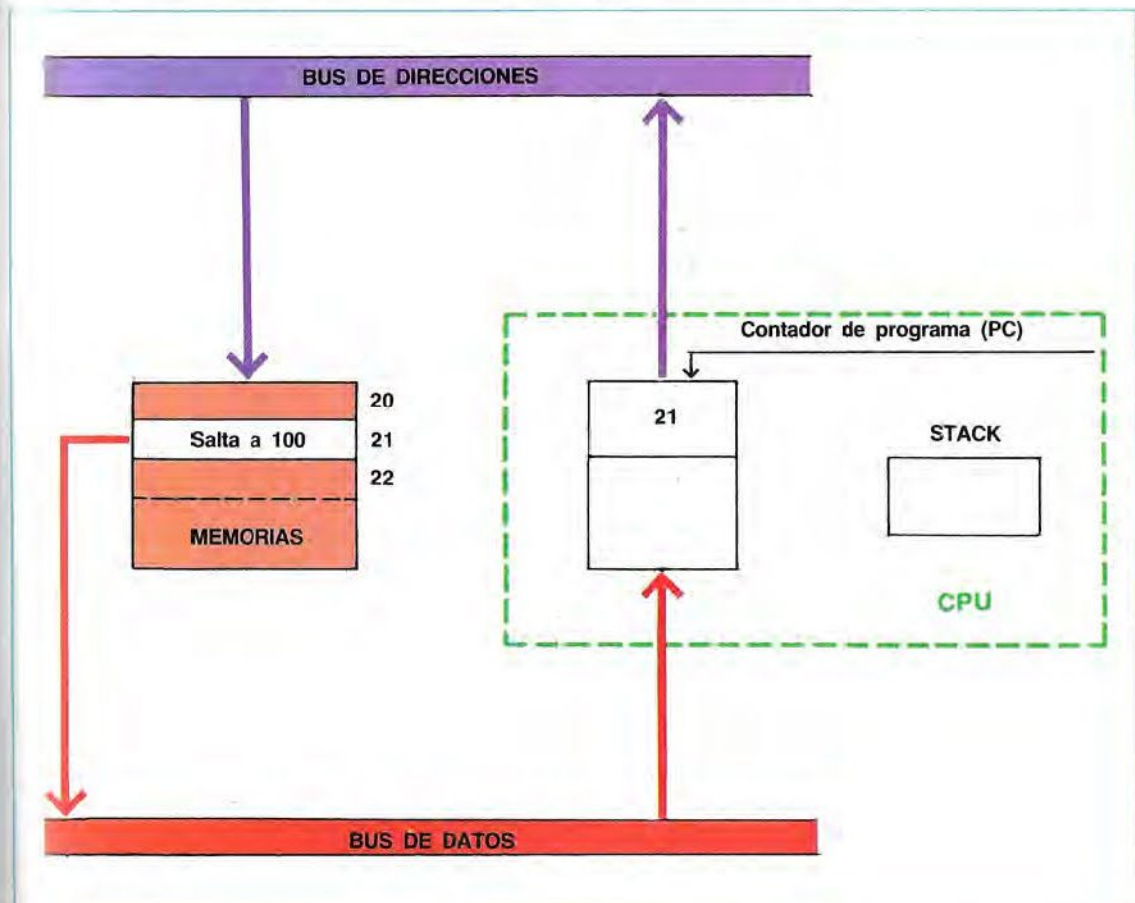 BUS DE DIRECCIONES
Contador de programa (PC)
20
Salta a 100
21
22
MEMORIAS
21
STACK
CPU
BUS DE DATOS